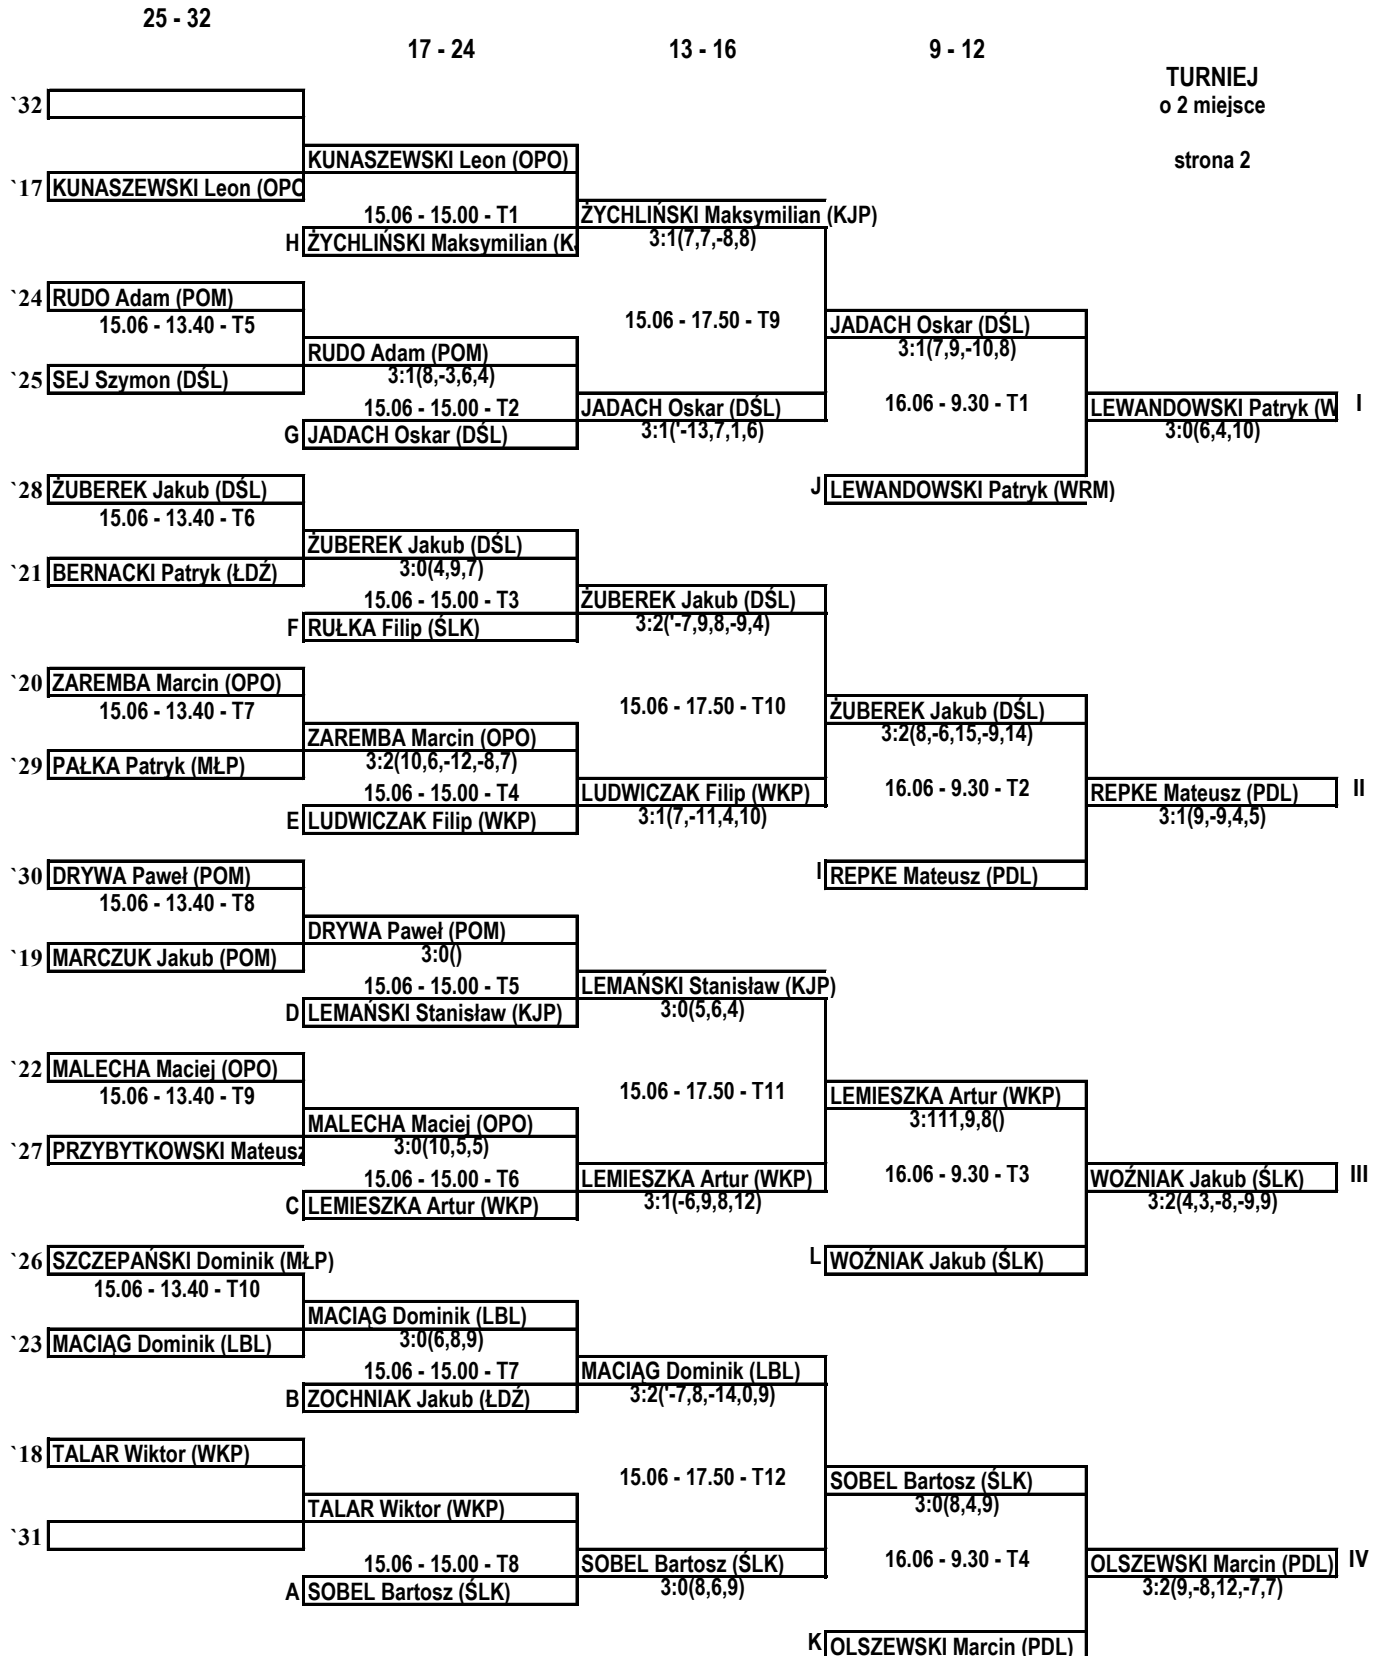 25 - 32
17 - 24
13 - 16
9 - 12
TURNIEJ
o 2 miejsce
strona 2
`32
KUNASZEWSKI Leon (OPO)
`17 KUNASZEWSKI Leon (OPO
15.06 - 15.00 - T1
ŻYCHLIŃSKI Maksymilian (KJP)
H ŻYCHLIŃSKI Maksymilian (KJ
3:1(7,7,-8,8)
`24 RUDO Adam (POM)
15.06 - 13.40 - T5
15.06 - 17.50 - T9
JADACH Oskar (DŚL)
RUDO Adam (POM)
3:1(7,9,-10,8)
`25 SEJ Szymon (DŚL)
3:1(8,-3,6,4)
15.06 - 15.00 - T2
JADACH Oskar (DŚL)
16.06 - 9.30 - T1
LEWANDOWSKI Patryk (W
I
G JADACH Oskar (DŚL)
3:1('-13,7,1,6)
3:0(6,4,10)
`28 ŻUBEREK Jakub (DŚL)
J LEWANDOWSKI Patryk (WRM)
15.06 - 13.40 - T6
ŻUBEREK Jakub (DŚL)
`21 BERNACKI Patryk (ŁDŹ)
3:0(4,9,7)
15.06 - 15.00 - T3
ŻUBEREK Jakub (DŚL)
F RUŁKA Filip (ŚLK)
3:2('-7,9,8,-9,4)
`20 ZAREMBA Marcin (OPO)
15.06 - 13.40 - T7
15.06 - 17.50 - T10
ŻUBEREK Jakub (DŚL)
ZAREMBA Marcin (OPO)
3:2(8,-6,15,-9,14)
`29 PAŁKA Patryk (MŁP)
3:2(10,6,-12,-8,7)
15.06 - 15.00 - T4
LUDWICZAK Filip (WKP)
16.06 - 9.30 - T2
REPKE Mateusz (PDL)
II
E LUDWICZAK Filip (WKP)
3:1(7,-11,4,10)
3:1(9,-9,4,5)
`30 DRYWA Paweł (POM)
I REPKE Mateusz (PDL)
15.06 - 13.40 - T8
DRYWA Paweł (POM)
`19 MARCZUK Jakub (POM)
3:0()
15.06 - 15.00 - T5
LEMAŃSKI Stanisław (KJP)
D LEMAŃSKI Stanisław (KJP)
3:0(5,6,4)
`22 MALECHA Maciej (OPO)
15.06 - 13.40 - T9
15.06 - 17.50 - T11
LEMIESZKA Artur (WKP)
MALECHA Maciej (OPO)
3:111,9,8()
`27 PRZYBYTKOWSKI Mateusz
3:0(10,5,5)
15.06 - 15.00 - T6
LEMIESZKA Artur (WKP)
16.06 - 9.30 - T3
WOŹNIAK Jakub (ŚLK)
III
C LEMIESZKA Artur (WKP)
3:1(-6,9,8,12)
3:2(4,3,-8,-9,9)
`26 SZCZEPAŃSKI Dominik (MŁP)
L WOŹNIAK Jakub (ŚLK)
15.06 - 13.40 - T10
MACIĄG Dominik (LBL)
`23 MACIĄG Dominik (LBL)
3:0(6,8,9)
15.06 - 15.00 - T7
MACIĄG Dominik (LBL)
B ZOCHNIAK Jakub (ŁDŹ)
3:2('-7,8,-14,0,9)
`18 TALAR Wiktor (WKP)
15.06 - 17.50 - T12
SOBEL Bartosz (ŚLK)
TALAR Wiktor (WKP)
3:0(8,4,9)
`31
15.06 - 15.00 - T8
SOBEL Bartosz (ŚLK)
16.06 - 9.30 - T4
OLSZEWSKI Marcin (PDL)
IV
A SOBEL Bartosz (ŚLK)
3:0(8,6,9)
3:2(9,-8,12,-7,7)
K OLSZEWSKI Marcin (PDL)